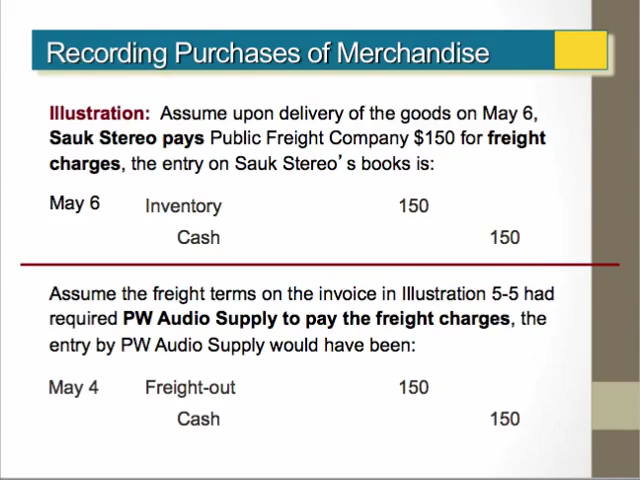 Recording Purchases of Merchandise
Illustration: Assume upon delivery of the goods on May 6,
Sauk Stereo pays Public Freight Company $150 for freight
charges, the entry on Sauk Stereo’s books is:
May 6 Inventory 150
Cash 150
Assume the freight terms on the invoice in Illustration 5-5 had
required PW Audio Supply to pay the freight charges, the
entry by PW Audio Supply would have been:
May 4 Freight-out 150
Cash 150